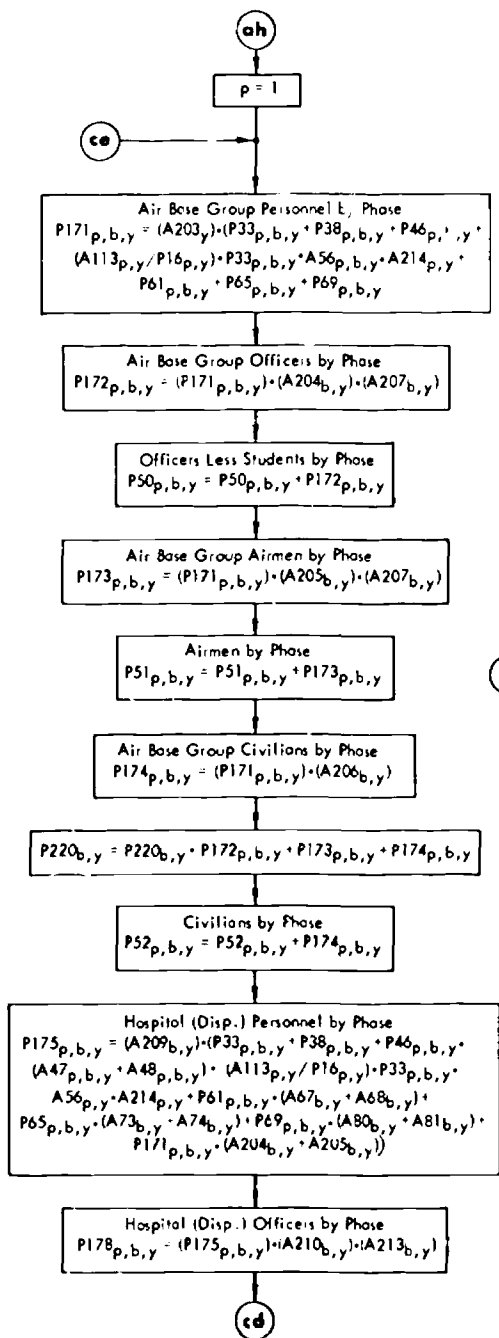 ah
p = 1
ce
Air Base Group Personnel by Phase
P171p,b,y = (A203y)•(P33p,b,y + P38p,b,y + P46p, , ,y +
(A113p,y/P16p,y)•P33p,b,y•A56p,b,y•A214p,y +
P61p,b,y + P65p,b,y + P69p,b,y
Air Base Group Officers by Phase
P172p,b,y = (P171p,b,y)•(A204b,y)•(A207b,y)
Officers Less Students by Phase
P50p,b,y = P50p,b,y + P172p,b,y
Air Base Group Airmen by Phase
P173p,b,y = (P171p,b,y)•(A205b,y)•(A207b,y)
Airmen by Phase
P51p,b,y = P51p,b,y + P173p,b,y
Air Base Group Civilians by Phase
P174p,b,y = (P171p,b,y)•(A206b,y)
P220b,y = P220b,y • P172p,b,y + P173p,b,y + P174p,b,y
Civilians by Phase
P52p,b,y = P52p,b,y + P174p,b,y
Hospital (Disp.) Personnel by Phase
P175p,b,y = (A209b,y)•(P33p,b,y + P38p,b,y + P46p,b,y•
(A47b,y + A48b,y) • (A113p,y/P16p,y)•P33p,b,y•
A56p,y•A214p,y + P61p,b,y•(A67b,y + A68b,y) +
P65p,b,y•(A73b,y + A74b,y) + P69p,b,y•(A80b,y + A81b,y) +
P171p,b,y•(A204b,y + A205b,y))
Hospital (Disp.) Officers by Phase
P178p,b,y = (P175p,b,y)•(A210b,y)•(A213b,y)
cd